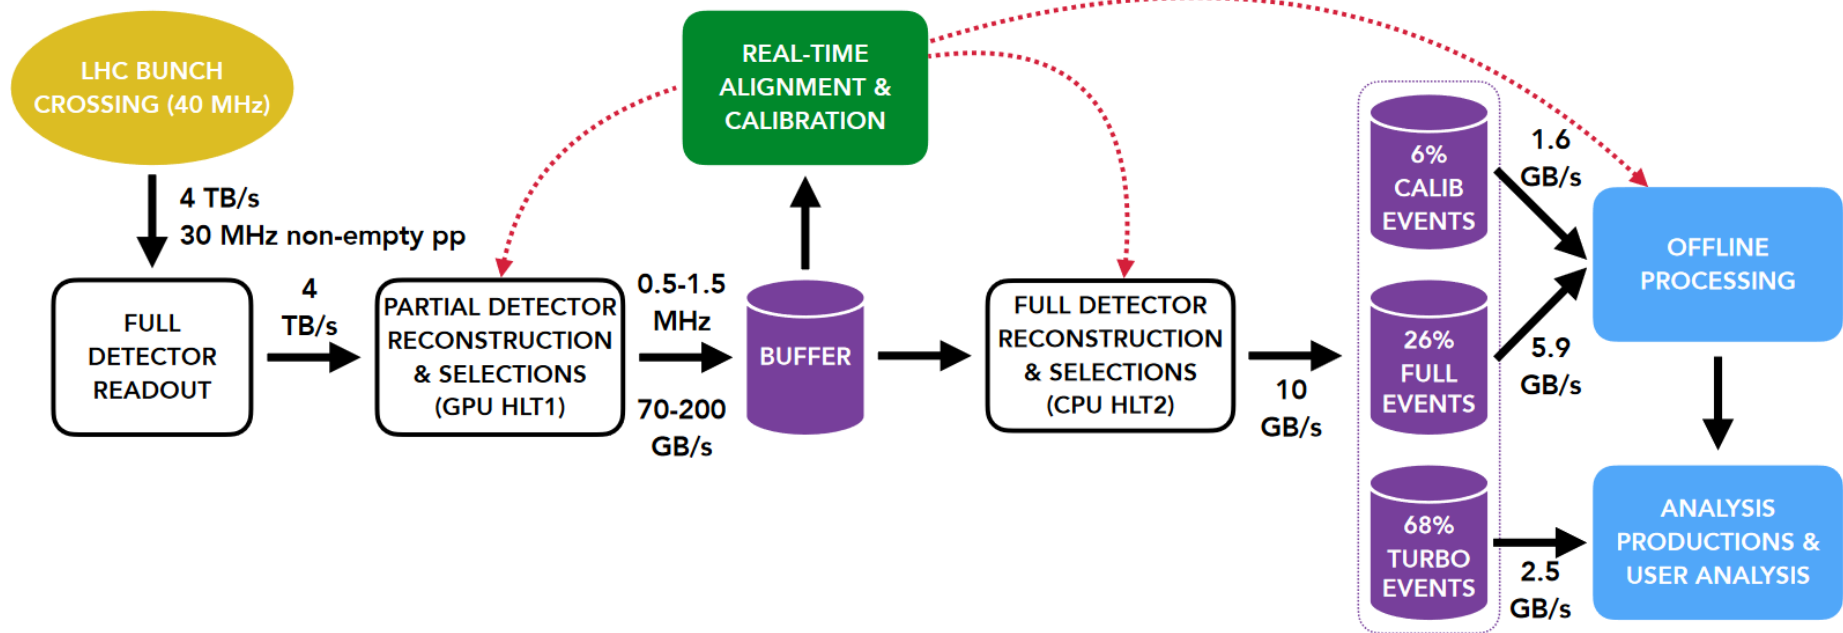 LHC BUNCH
CROSSING (40 MHz)
4 TB/s
30 MHz non-empty pp
FULL
DETECTOR
READOUT
4
TB/s
PARTIAL DETECTOR
RECONSTRUCTION
& SELECTIONS
(GPU HLT1)
0.5-1.5
MHz
70-200
GB/s
BUFFER
REAL-TIME
ALIGNMENT &
CALIBRATION
FULL DETECTOR
RECONSTRUCTION
& SELECTIONS
(CPU HLT2)
10
GB/s
6%
CALIB
EVENTS
1.6
GB/s
26%
FULL
EVENTS
5.9
GB/s
68%
TURBO
EVENTS
2.5
GB/s
OFFLINE
PROCESSING
ANALYSIS
PRODUCTIONS &
USER ANALYSIS